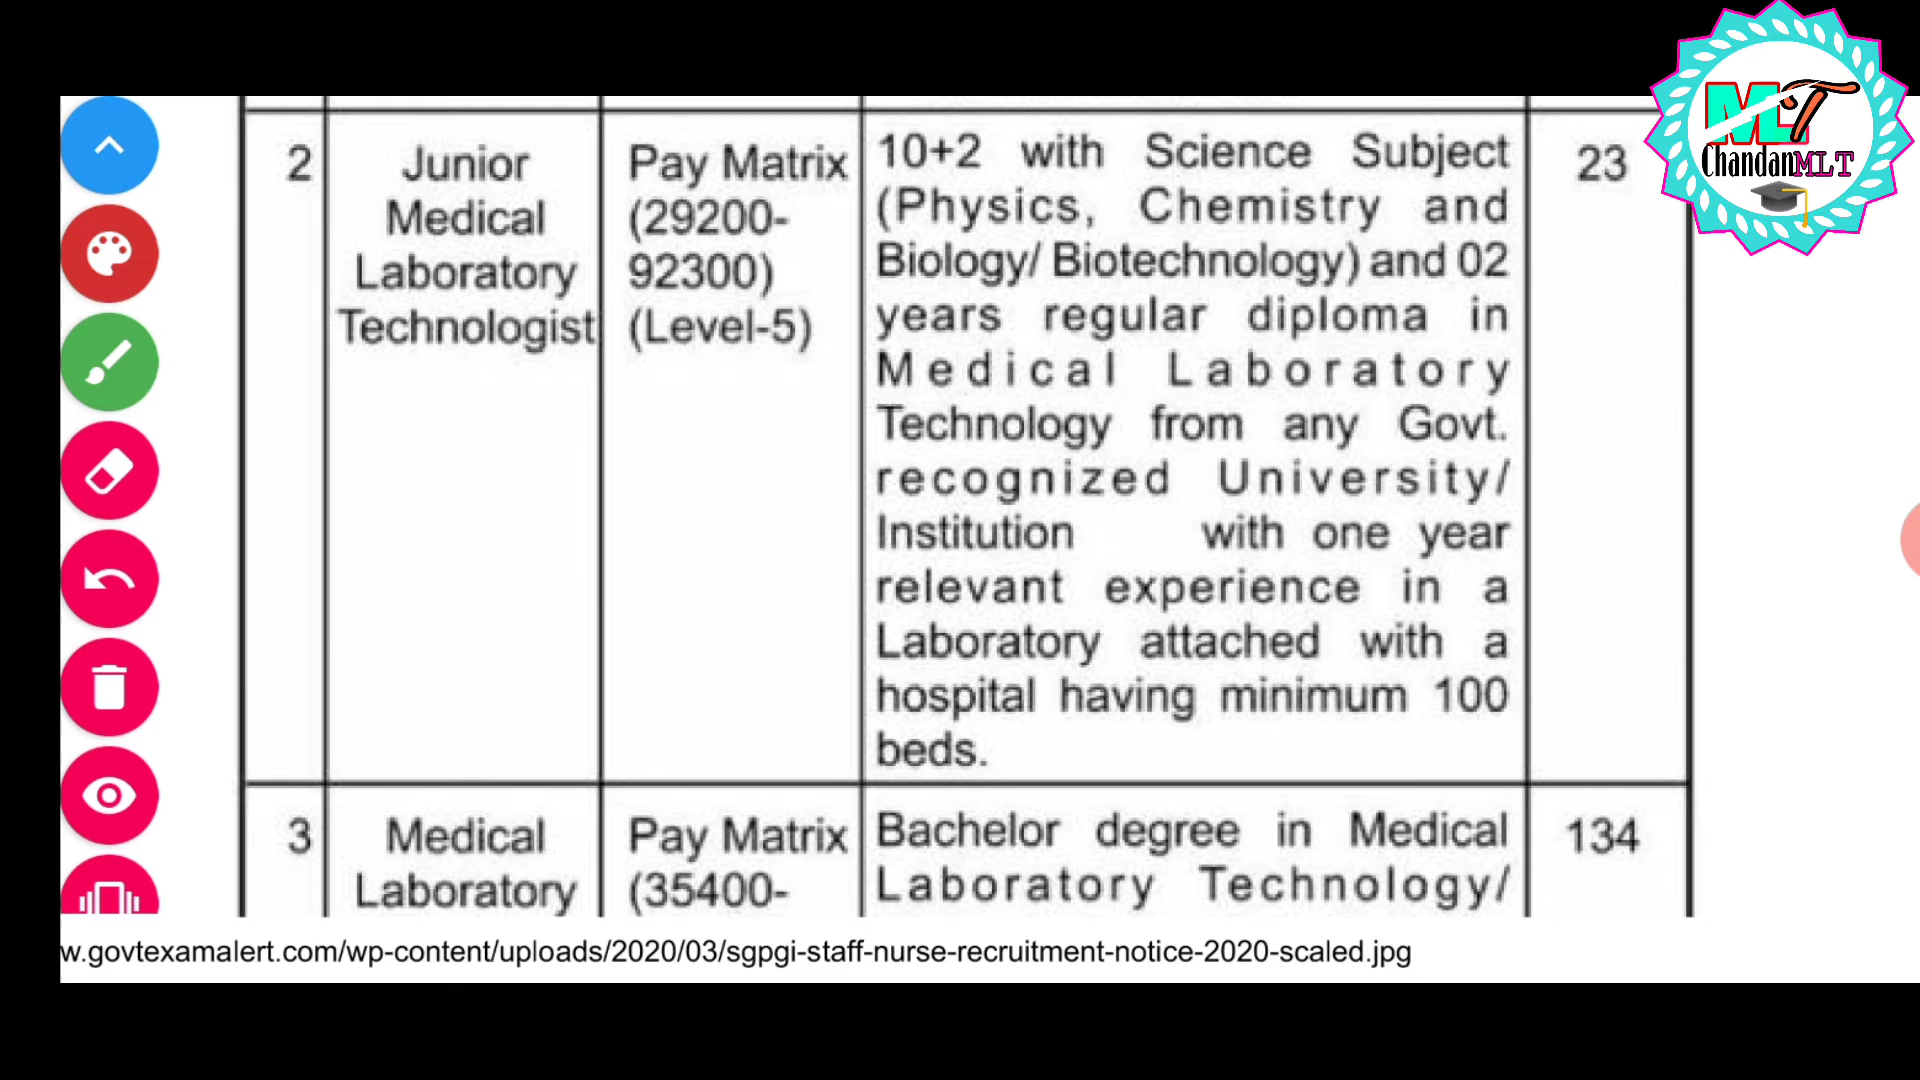 MLT
ChandanMLT
2
Junior
Medical
Laboratory
Technologist
Pay Matrix
(29200-
92300)
(Level-5)
10+2 with Science Subject
(Physics, Chemistry and
Biology/ Biotechnology) and 02
years regular diploma in
Medical Laboratory
Technology from any Govt.
recognized University/
Institution with one year
relevant experience in a
Laboratory attached with a
hospital having minimum 100
beds.
23
3
Medical
Laboratory
Pay Matrix
(35400-
Bachelor degree in Medical
Laboratory Technology/
134
w.govtexamalert.com/wp-content/uploads/2020/03/sgpgi-staff-nurse-recruitment-notice-2020-scaled.jpg